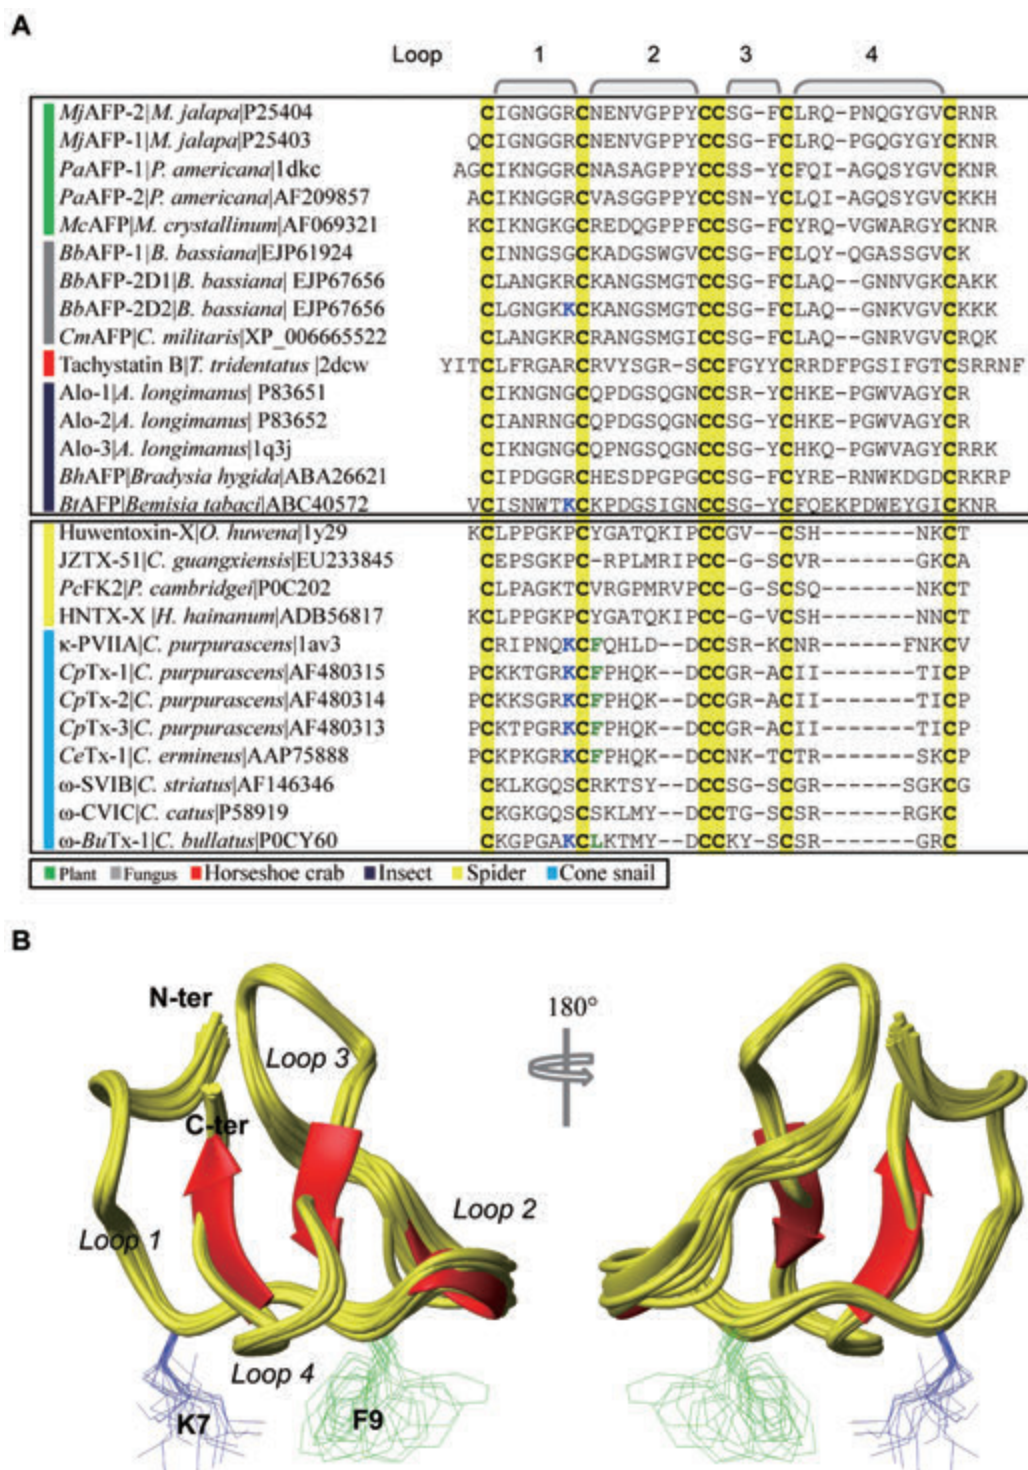 A
Loop 1 2 3 4
MjAFP-2|M. jalapa|P25404 CIGNGGRCNENVGPPYCCSG-FCLRQ-PNQGYGVCRNR
MjAFP-1|M. jalapa|P25403 QCIGNGGRCNENVGPPYCCSG-FCLRQ-PGQGYGYCKNR
PaAFP-1|P. americana|1dkc AGCIKNGGRCNASAGPPYCCSS-YCFQI-AGQSYGVCKNR
PaAFP-2|P. americana|AF209857 ACIKNGGRCVASGGPPYCCSN-YCLQI-AGQSYGVCKKH
McAFP|M. crystallinum|AF069321 KCIKNGKGCREDQGPPFCCSG-FCYRQ-VGWARGYCKNR
BbAFP-1|B. bassiana|EJP61924 CINNGSGCKADGSWGVCCSG-FCLQY-QGASSGVCK
BbAFP-2D1|B. bassiana| EJP67656 CLANGKRCKANGSMGTCCSG-FCLAQ--GNNVGKCAKK
BbAFP-2D2|B. bassiana| EJP67656 CLGNGKKCKANGSMGTCCSG-FCLAQ--GNKVGVCKKK
CmAFP|C. militaris|XP_006665522 CLANGKRCRANGSMGICCSG-FCLAQ--GNRVGVCRQK
Tachystatin B|T. tridentatus |2dcw YITCLFRGARCRVYSGR-SCCFGYYCRRDFPGSIFGTCSRRNF
Alo-1|A. longimanus| P83651 CIKNGNGCQPDGSQGNCCSR-YCHKE-PGWVAGYCR
Alo-2|A. longimanus| P83652 CIANRNGCQPDGSQGNCCSG-YCHKE-PGWVAGYCR
Alo-3|A. longimanus|1q3j CIKNGNGCQPNGSQGNCCSG-YCHKQ-PGWVAGYCRRK
BhAFP|Bradysia hygida|ABA26621 CIPDGGRCHESDPGPGCCSG-FCYRE-RNWKDGDCRKRP
BtAFP|Bemisia tabaci|ABC40572 VCISNWTKCKPDGSIGNCCSG-YCFQEKPDWEYGICKNR
Huwentoxin-X|O. huwena|1y29 KCLPPGKPCYGATQKIPCCGV--CSH-------NKCT
JZTX-51|C. guangxiensis|EU233845 CEPSGKPC-RPLMRIPCCG-SCSR-------GKCA
PcFK2|P. cambridgei|P0C202 CLPAGKTCVRGPMRVPCCG-SCSQ-------NKCT
HNTX-X |H. hainanum|ADB56817 KCLPPGKPCYGATQKIPCCG-VCSH-------NNCT
κ-PVIIA|C. purpurascens|1av3 CRIPNQKCFQHLD--DCCSR-KCNR------FNKCV
CpTx-1|C. purpurascens|AF480315 PCKKTGRKCFPHQK--DCCGR-ACII-------TICP
CpTx-2|C. purpurascens|AF480314 PCKKSGRKCFPHQK--DCCGR-ACII-------TICP
CpTx-3|C. purpurascens|AF480313 PCKTPGRKCFPHQK--DCCGR-ACII-------TICP
CeTx-1|C. ermineus|AAP75888 PCKPKGRKCFPHQK--DCCNK-TCTR-------SKCP
ω-SVIB|C. striatus|AF146346 CKLKGQSCRKTSY--DCCSG-SCGR------SGKCG
ω-CVIC|C. catus|P58919 CKGKGQSCSKLMY--DCCTG-SCSR------RGKC
ω-BuTx-1|C. bullatus|P0CY60 CKGPGAKCLKTMY--DCCKY-SCSR-------GRC
Plant Fungus Horseshoe crab Insect Spider Cone snail
B
N-ter
180°
Loop 3
C-ter
Loop 2
Loop 1
Loop 4
K7
F9